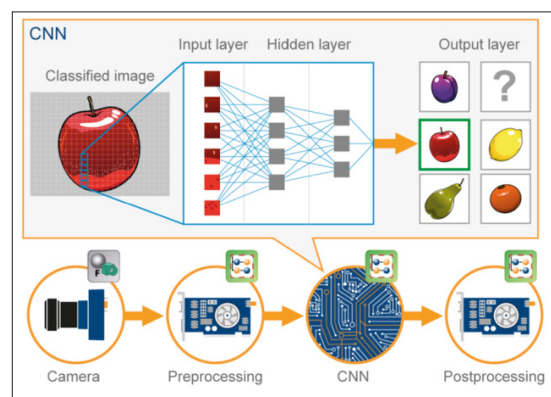 CNN
Input layer
Hidden layer
Output layer
Classified image
?
F
Camera
Preprocessing
CNN
Postprocessing